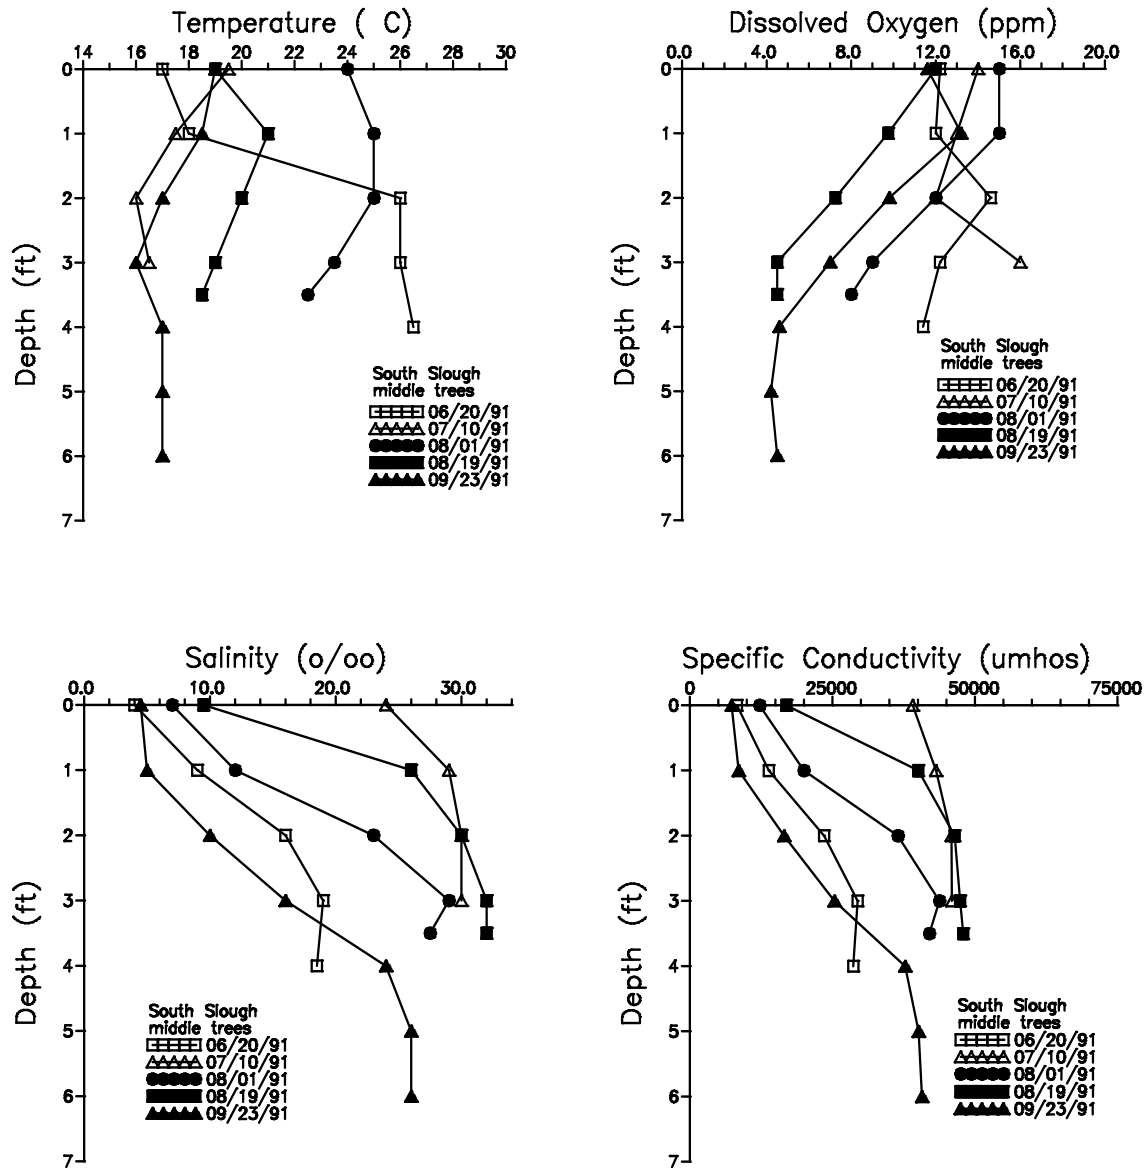 Temperature ( C)
14 16 18 20 22 24 26 28 30
0
1
2
3
4
5
6
7
Depth (ft)
South Slough
middle trees
06/20/91
07/10/91
08/01/91
08/19/91
09/23/91
Dissolved Oxygen (ppm)
0.0 4.0 8.0 12.0 16.0 20.0
0
1
2
3
4
5
6
7
Depth (ft)
South Slough
middle trees
06/20/91
07/10/91
08/01/91
08/19/91
09/23/91
Salinity (o/oo)
0.0 10.0 20.0 30.0
0
1
2
3
4
5
6
7
Depth (ft)
South Slough
middle trees
06/20/91
07/10/91
08/01/91
08/19/91
09/23/91
Specific Conductivity (umhos)
0 25000 50000 75000
0
1
2
3
4
5
6
7
Depth (ft)
South Slough
middle trees
06/20/91
07/10/91
08/01/91
08/19/91
09/23/91